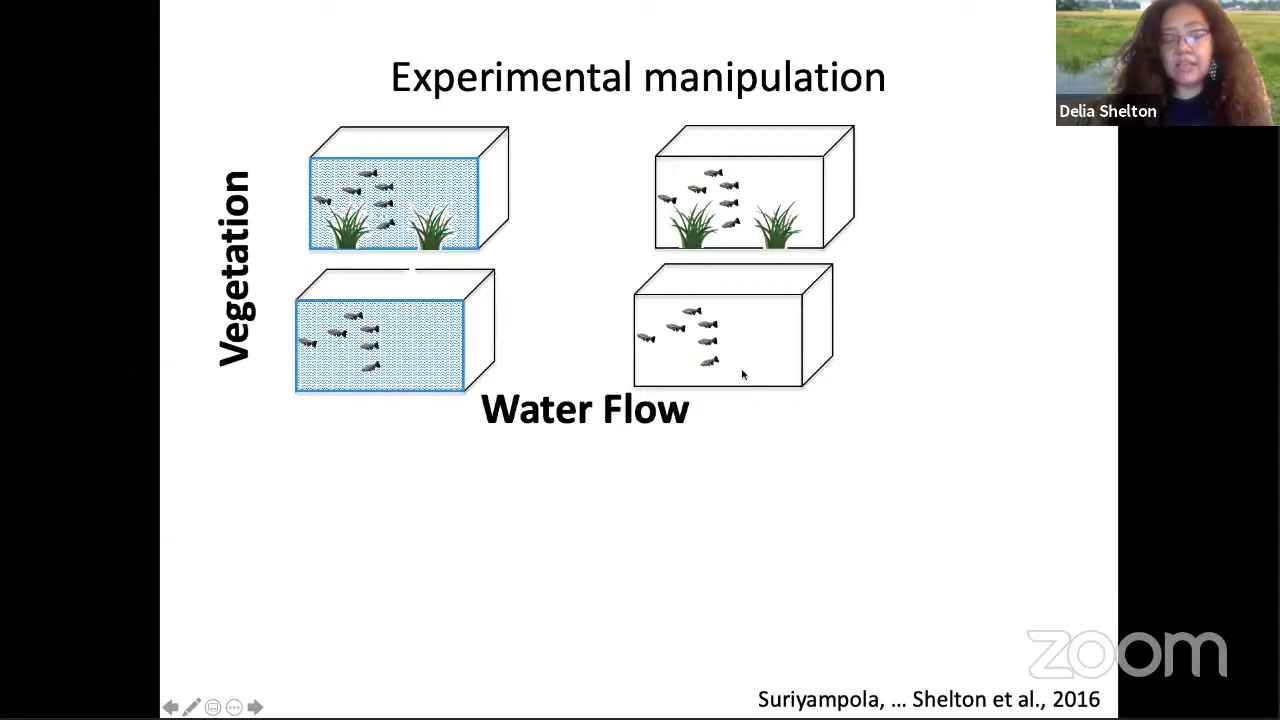 Experimental manipulation
Delia Shelton
Vegetation
Water Flow
zoom
Suriyampola, ... Shelton et al., 2016